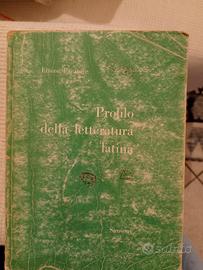 Ettore Paratore
Profilo
della letteratura
latina
Sansoni
subito